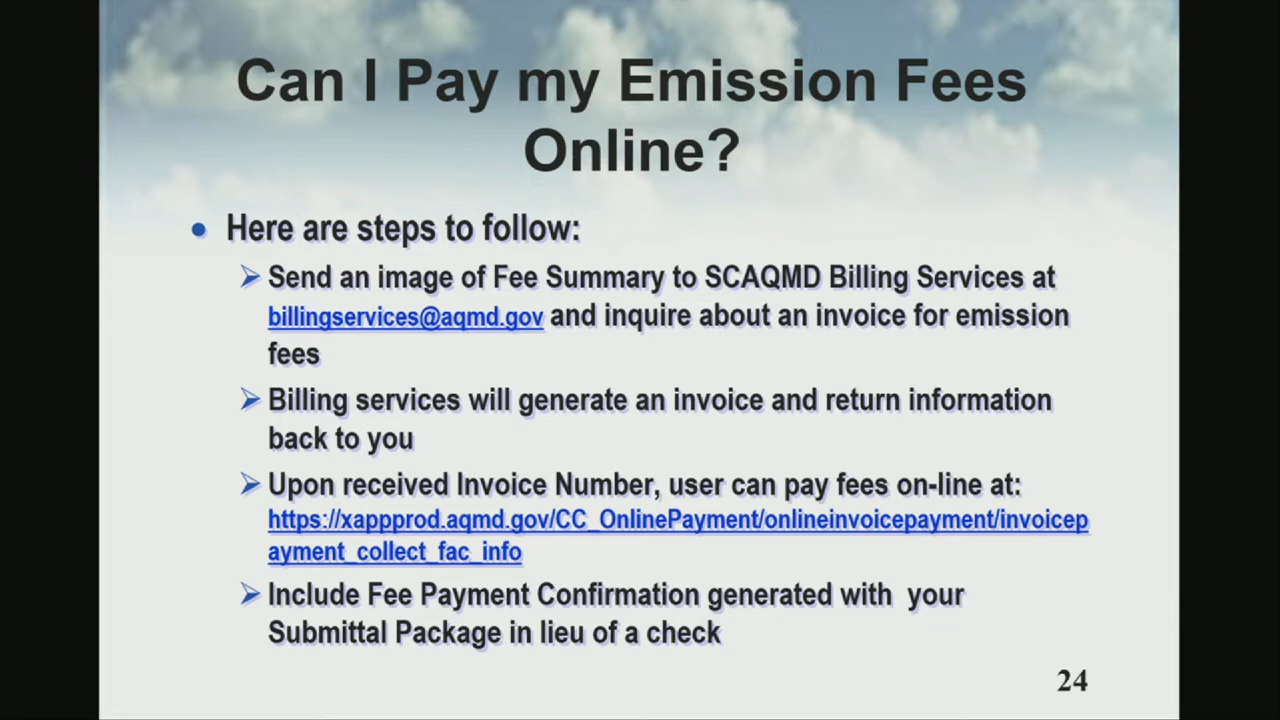 Can I Pay my Emission Fees
Online?
• Here are steps to follow:
➢ Send an image of Fee Summary to SCAQMD Billing Services at
billingservices@aqmd.gov and inquire about an invoice for emission
fees
➢ Billing services will generate an invoice and return information
back to you
➢ Upon received Invoice Number, user can pay fees on-line at:
https://xappprod.aqmd.gov/CC_OnlinePayment/onlineinvoicepayment/invoicep
ayment_collect_fac_info
➢ Include Fee Payment Confirmation generated with  your
Submittal Package in lieu of a check
24